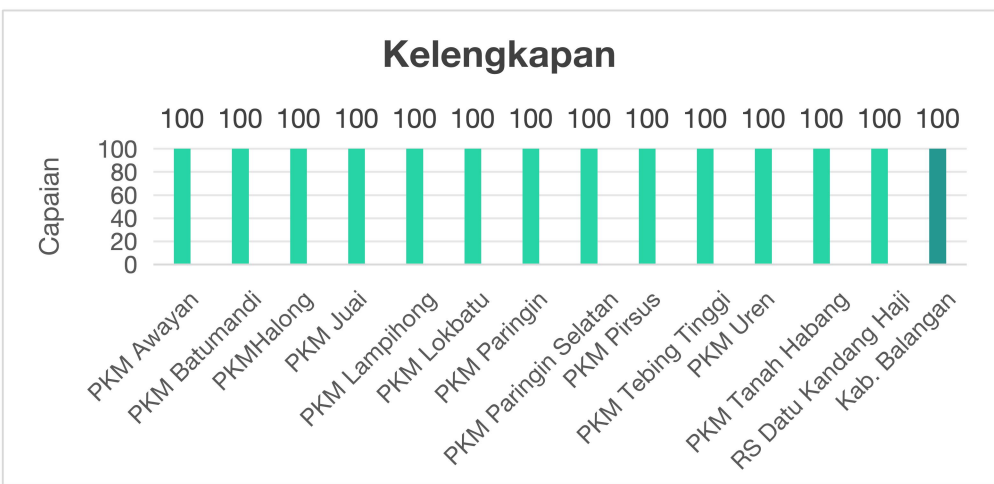 Kelengkapan
100 100 100 100 100 100 100 100 100 100 100 100 100 100
Capaian
100
80
60
40
20
0
PKM Awayan
PKM Batumandi
PKMHalong
PKM Juai
PKM Lampihong
PKM Lokbatu
PKM Paringin
PKM Paringin Selatan
PKM Pirsus
PKM Tebing Tinggi
PKM Uren
PKM Tanah Habang
RS Datu Kandang Haji
Kab. Balangan